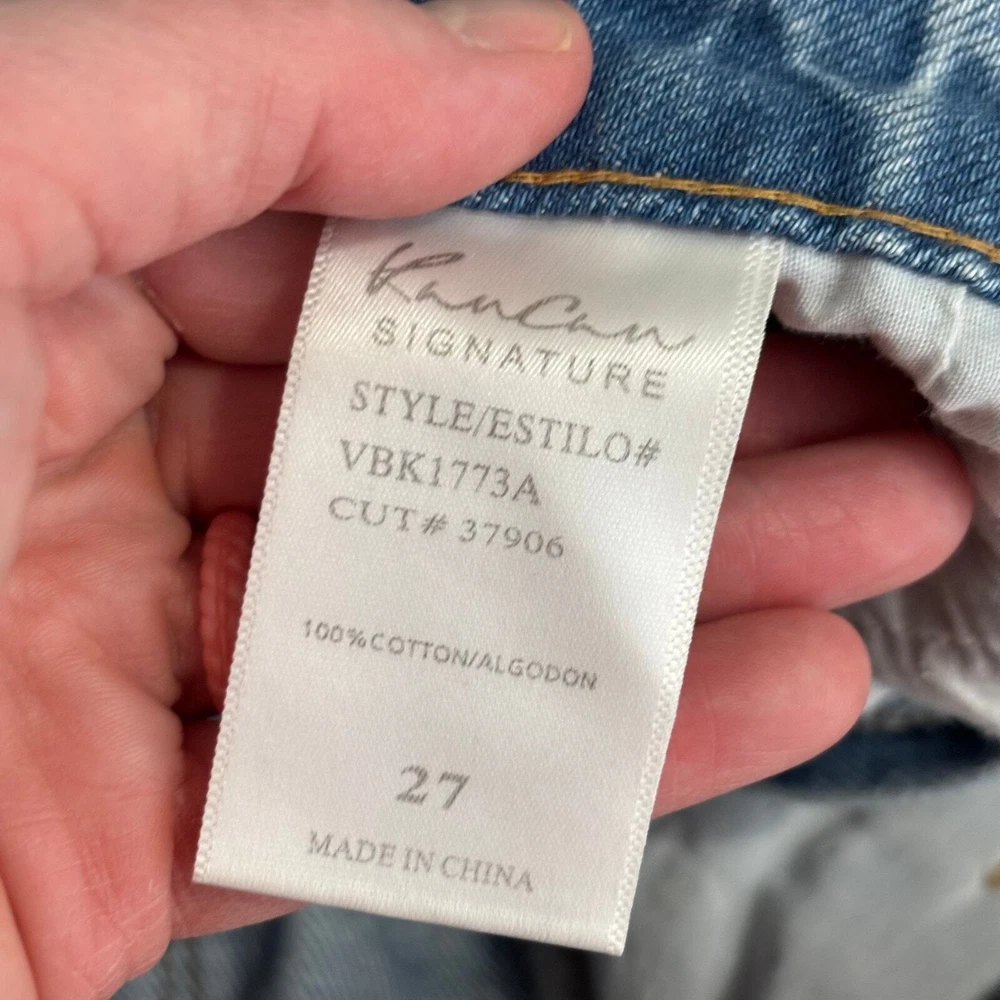 KanCan
SIGNATURE
STYLE/ESTILO#
VBK1773A
CUT# 37906
100%COTTON/ALGODON
27
MADE IN CHINA